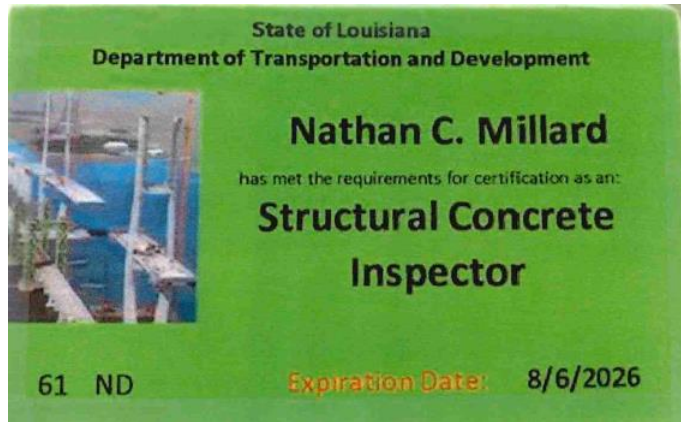 State of Louisiana
Department of Transportation and Development
Nathan C. Millard
has met the requirements for certification as an:
Structural Concrete
Inspector
61 ND
Expiration Date: 8/6/2026